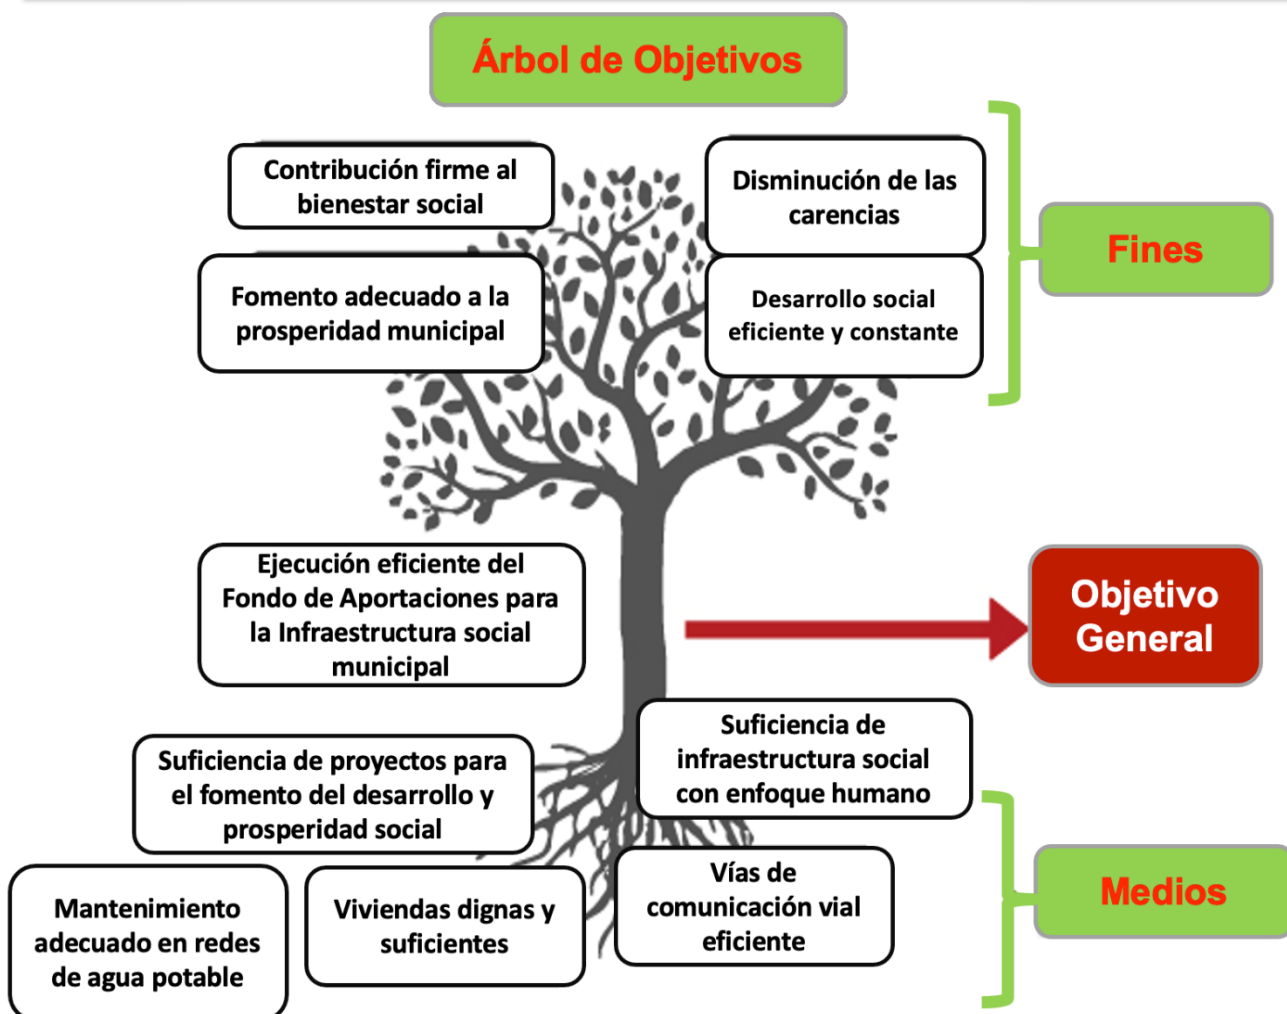 Árbol de Objetivos
Contribución firme al
bienestar social
Disminución de las
carencias
Fomento adecuado a la
prosperidad municipal
Desarrollo social
eficiente y constante
Fines
Ejecución eficiente del
Fondo de Aportaciones para
la Infraestructura social
municipal
Objetivo
General
Suficiencia de proyectos para
el fomento del desarrollo y
prosperidad social
Suficiencia de
infraestructura social
con enfoque humano
Mantenimiento
adecuado en redes
de agua potable
Viviendas dignas y
suficientes
Vías de
comunicación vial
eficiente
Medios